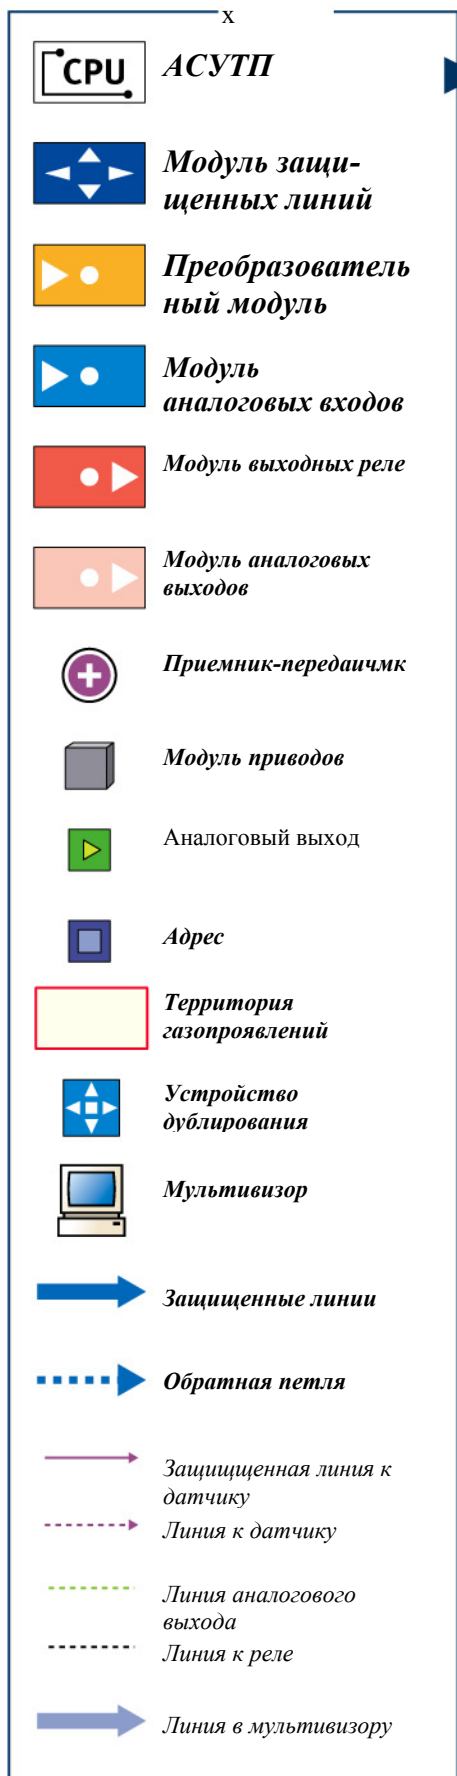 х
CPU
АСУТП
Модуль защи-
щенных линий
Преобразователь
ный модуль
Модуль
аналоговых входов
Модуль выходных реле
Модуль аналоговых
выходов
Приемник-передаичмк
Модуль приводов
Аналоговый выход
Адрес
Территория
газопроявлений
Устройство
дублирования
Мультивизор
Защищенные линии
Обратная петля
Защищщенная линия к
датчику
Линия к датчику
Линия аналогового
выхода
Линия к реле
Линия в мультивизору